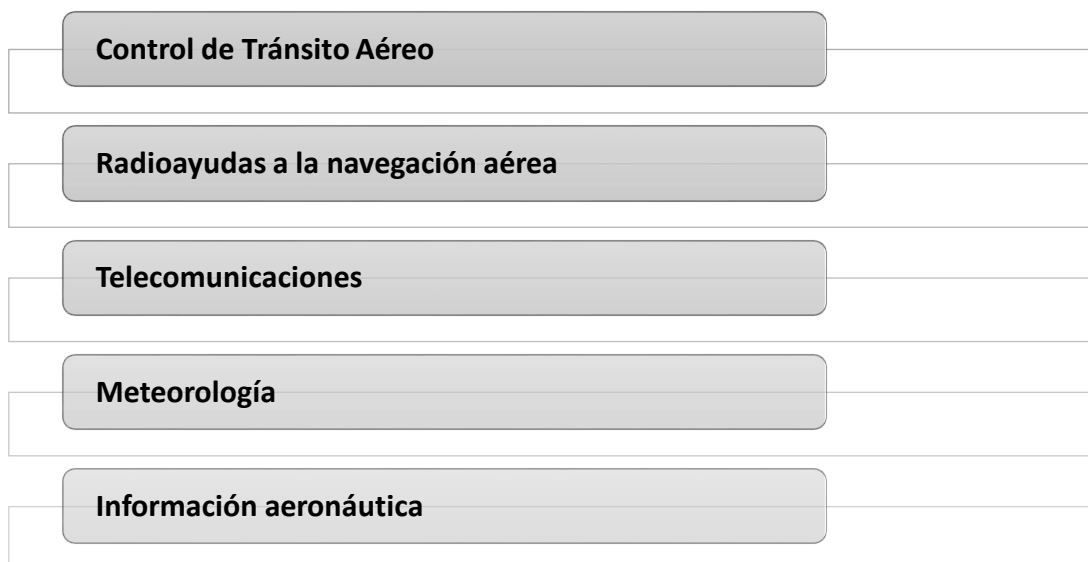 Control de Tránsito Aéreo
Radioayudas a la navegación aérea
Telecomunicaciones
Meteorología
Información aeronáutica